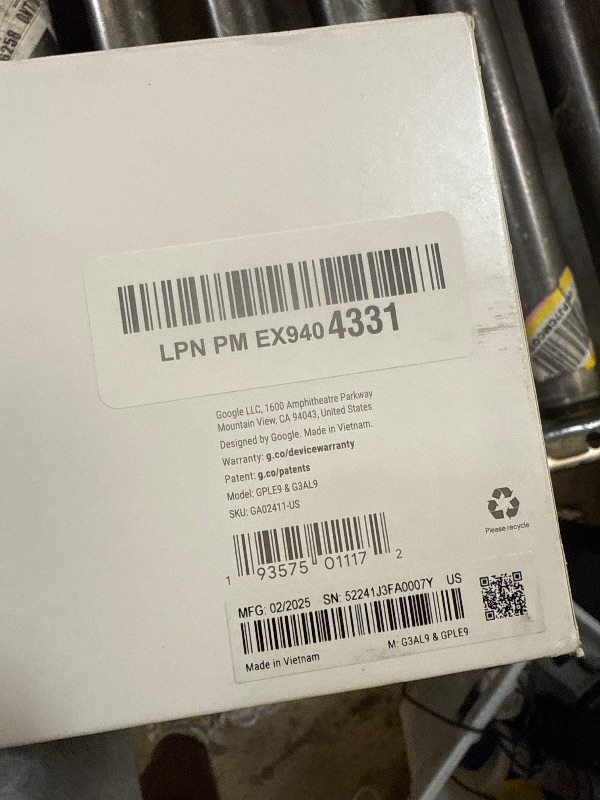 LPN PM EX940 4331
Google LLC, 1600 Amphitheatre Parkway
Mountain View, CA 94043, United States
Designed by Google. Made in Vietnam.
Warranty: g.co/devicewarranty
Patent: g.co/patents
Model: GPLE9 & G3AL9
SKU: GA02411-US
Please recycle
1 93575 01117 2
MFG: 02/2025 SN: 52241J3FA0007Y US
Made in Vietnam M: G3AL9 & GPLE9